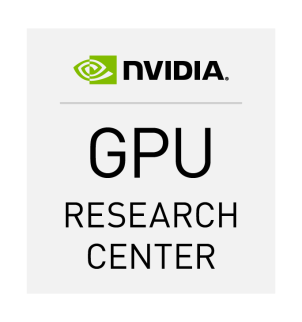 NVIDIA.
GPU
RESEARCH
CENTER